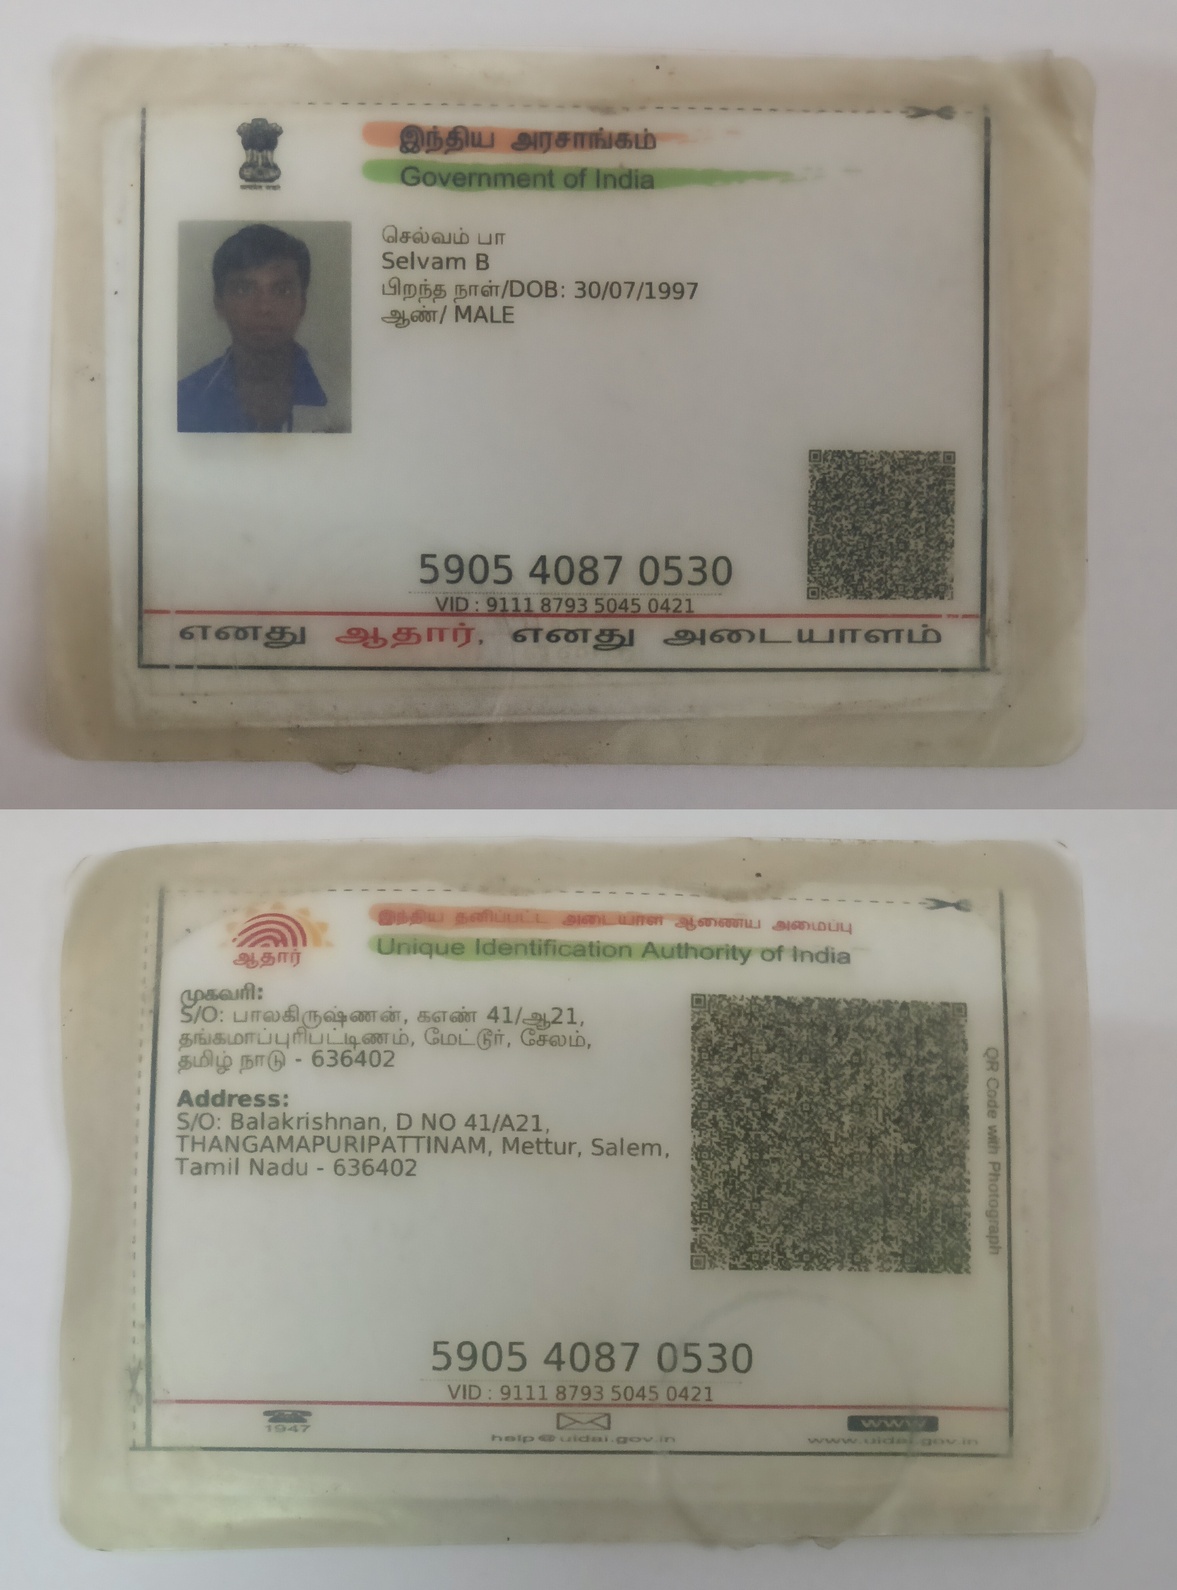 இந்திய அரசாங்கம்
Government of India
செல்வம் பா
Selvam B
பிறந்த நாள்/DOB: 30/07/1997
ஆண்/ MALE
5905 4087 0530
VID : 9111 8793 5045 0421
எனது ஆதார், எனது அடையாளம்
இந்திய தனிப்பட்ட அடையாள ஆணைய அமைப்பு
Unique Identification Authority of India
ஆதார்
முகவரி:
S/O: பாலகிருஷ்ணன், கஎண் 41/ஆ21,
தங்கமாப்புரிபட்டிணம், மேட்டூர், சேலம்,
தமிழ் நாடு - 636402
Address:
S/O: Balakrishnan, D NO 41/A21,
THANGAMAPURIPATTINAM, Mettur, Salem,
Tamil Nadu - 636402
QR Code with Photograph
5905 4087 0530
VID : 9111 8793 5045 0421
1947
help@uidai.gov.in
www
www.uidai.gov.in